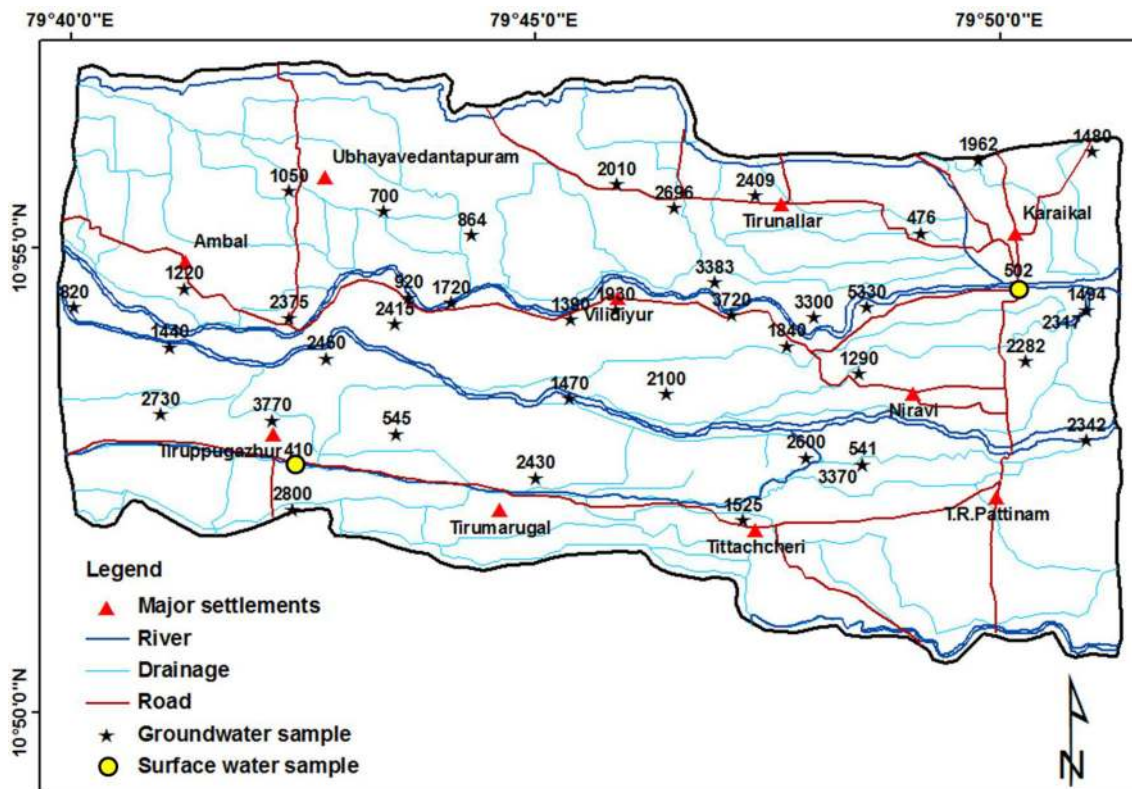 79°40'0"E
79°45'0"E
79°50'0"E
10°55'0"N
10°50'0"N
1962
1480
Ubhayavedantapuram
1050
2010
700
2696
2409
Tirunallar
476
Karaikal
864
Ambal
1220
820
920
1720
3383
502
2375
2415
1380
1930
Vilidiyur
3720
3300
5330
1494
2347
1440
2460
1840
1290
2282
Niravi
2730
3770
1470
2100
545
Tiruppugazhur
410
2342
2600
541
3370
2430
2800
Tirumarugal
1525
Tittachcheri
T.R.Pattinam
Legend
Major settlements
River
Drainage
Road
Groundwater sample
Surface water sample
N